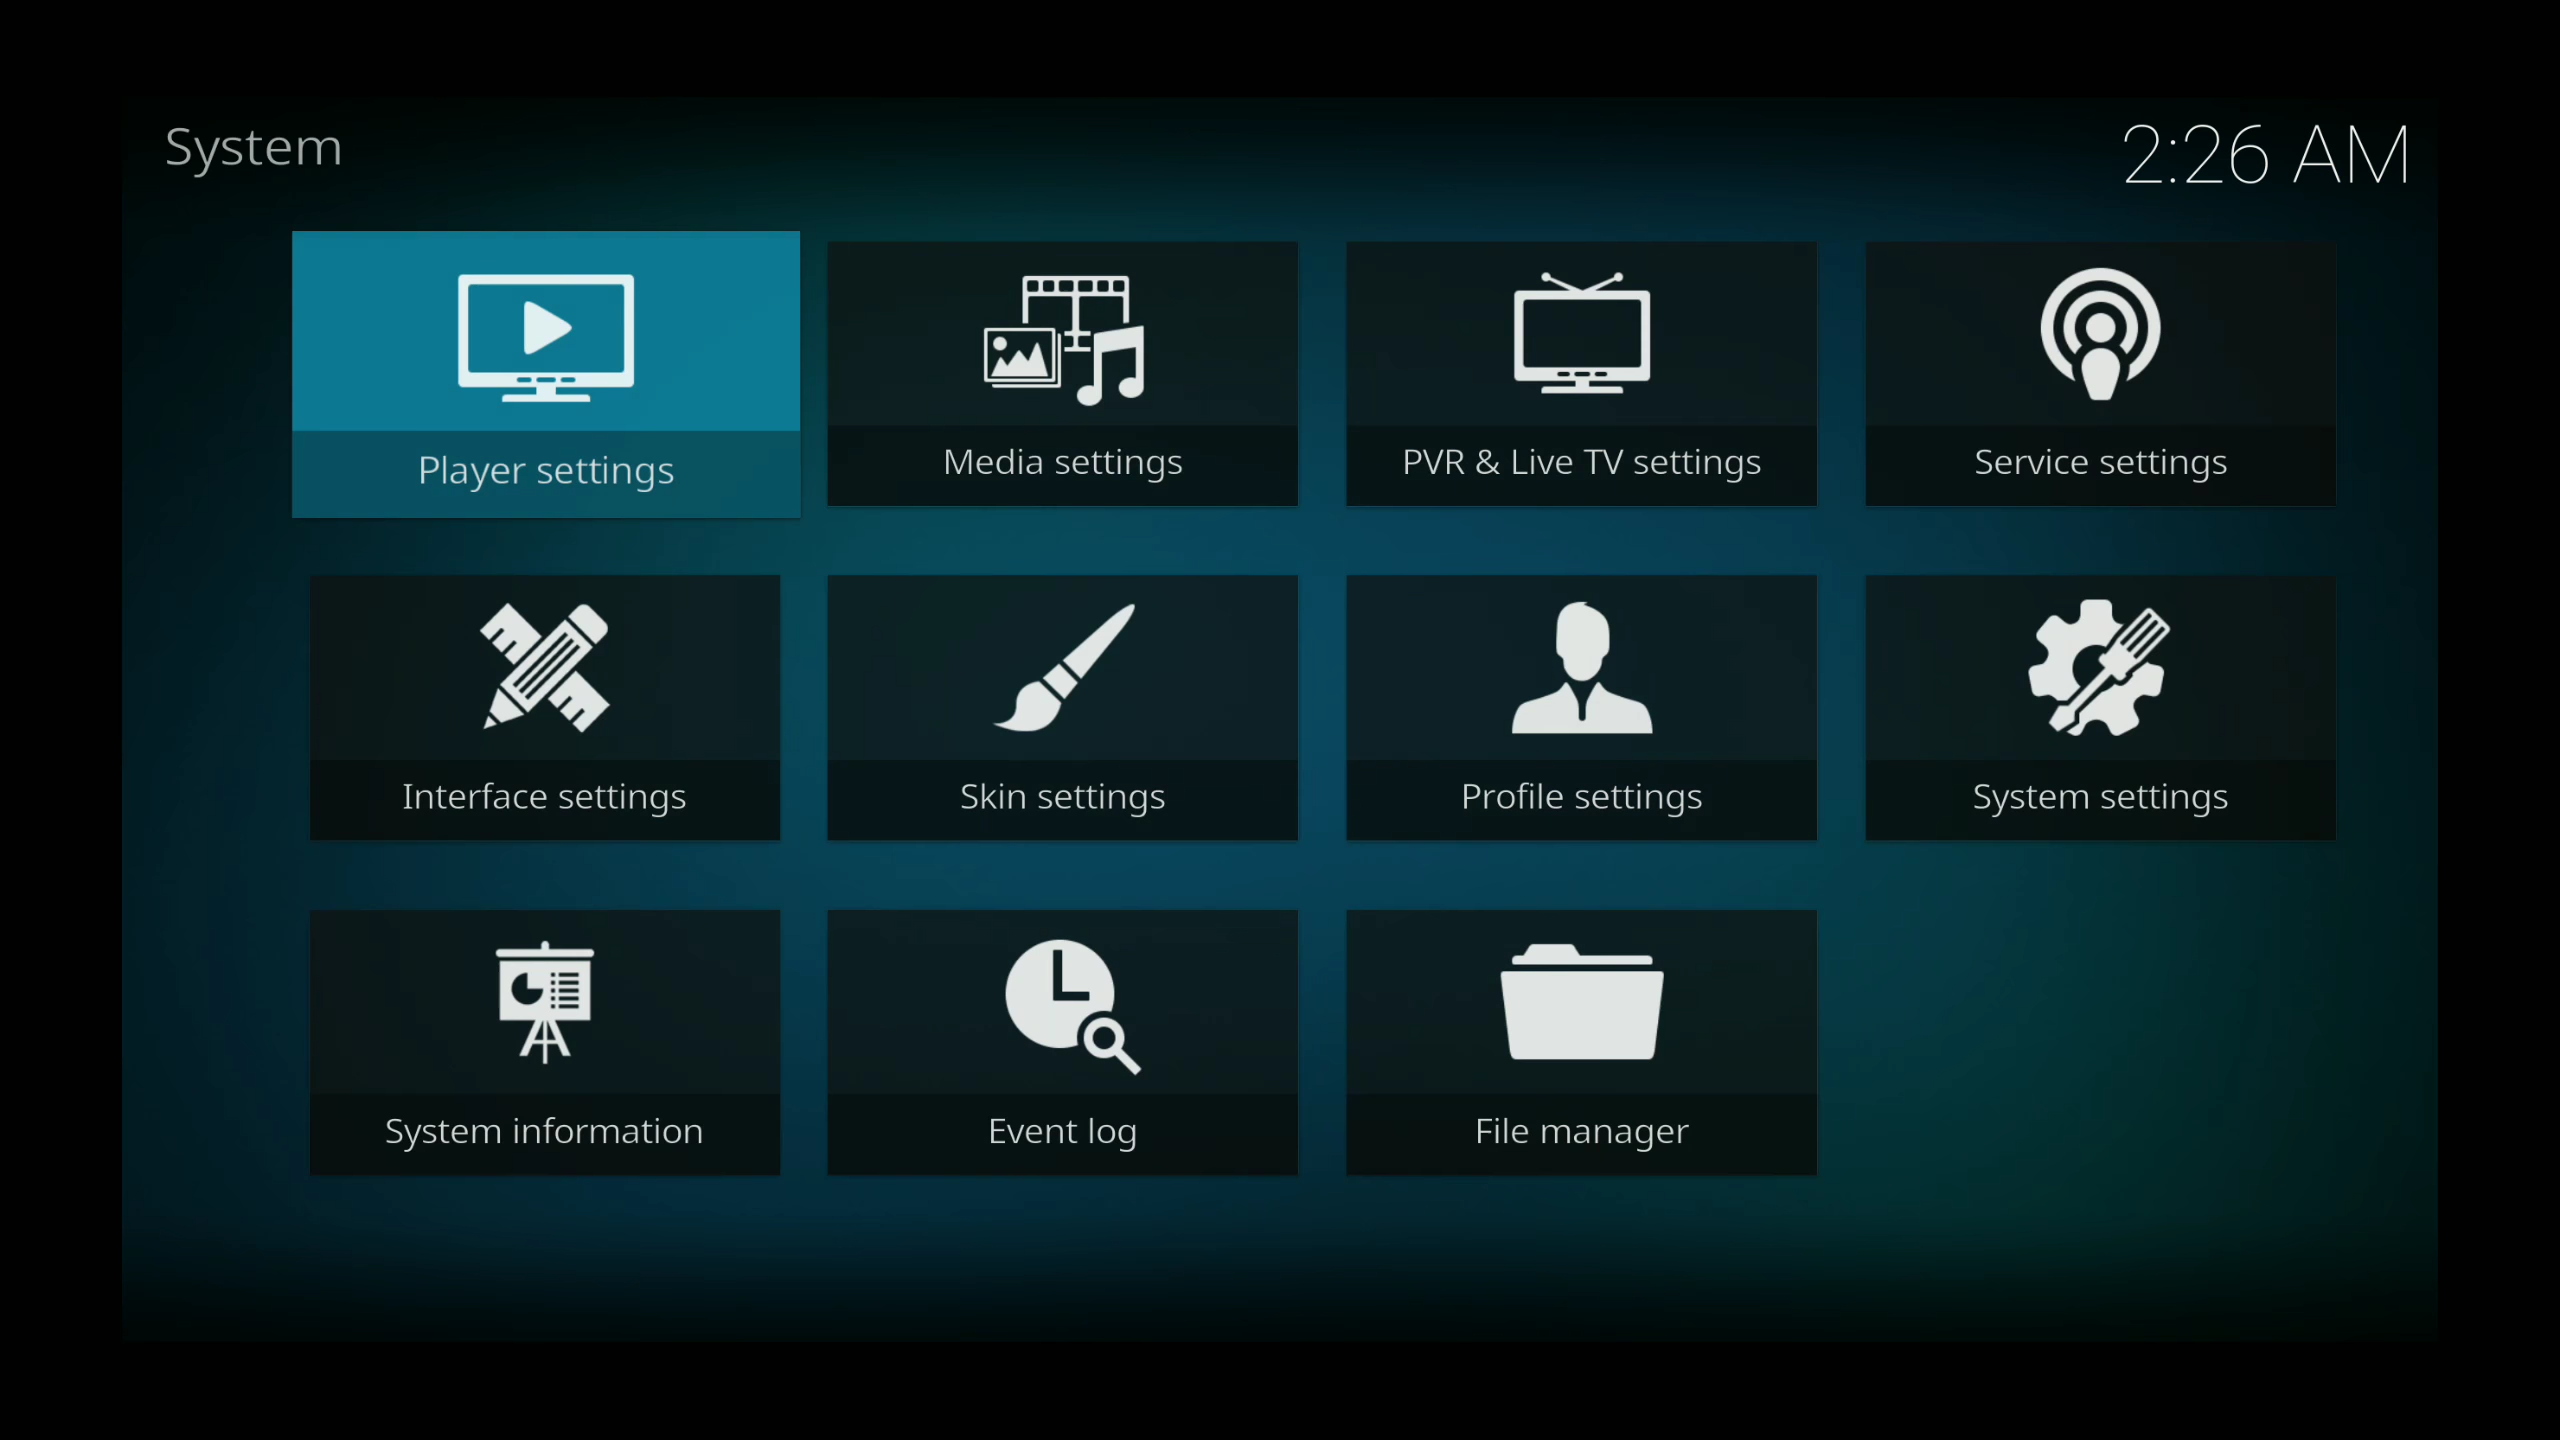 System
2:26 AM
Player settings
Media settings
PVR & Live TV settings
Service settings
Interface settings
Skin settings
Profile settings
System settings
System information
Event log
File manager